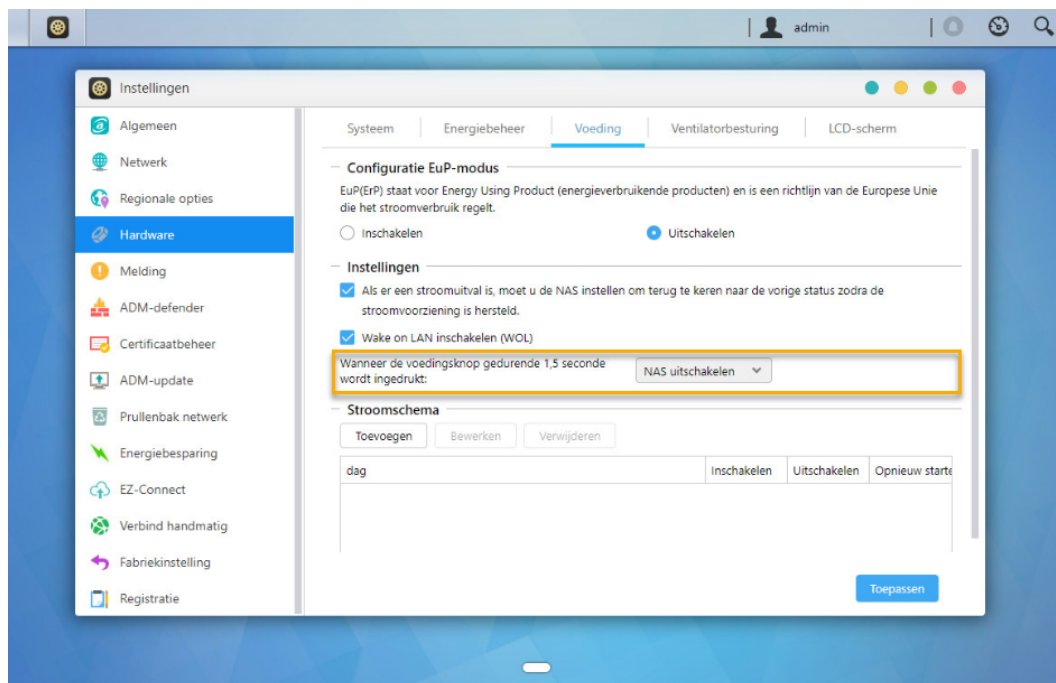 admin
Instellingen
Algemeen
Netwerk
Regionale opties
Hardware
Melding
ADM-defender
Certificaatbeheer
ADM-update
Prullenbak netwerk
Energiebesparing
EZ-Connect
Verbind handmatig
Fabriekinstelling
Registratie
Systeem Energiebeheer Voeding Ventilatorbesturing LCD-scherm
Configuratie EuP-modus
EuP(ErP) staat voor Energy Using Product (energieverbruikende producten) en is een richtlijn van de Europese Unie
die het stroomverbruik regelt.
Inschakelen Uitschakelen
Instellingen
Als er een stroomuitval is, moet u de NAS instellen om terug te keren naar de vorige status zodra de
stroomvoorziening is hersteld.
Wake on LAN inschakelen (WOL)
Wanneer de voedingsknop gedurende 1,5 seconde
wordt ingedrukt:
NAS uitschakelen
Stroomschema
Toevoegen Bewerken Verwijderen
dag Inschakelen Uitschakelen Opnieuw starte
Toepassen